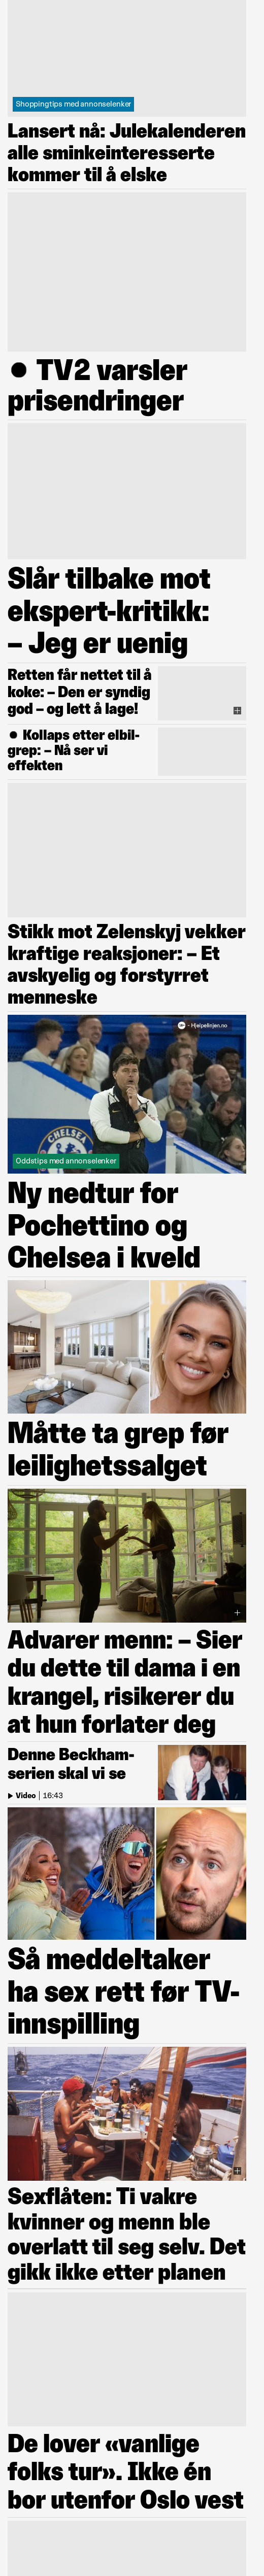 Shoppingtips med annonselenker
Lansert nå: Julekalenderen
alle sminkeinteresserte
kommer til å elske
● TV2 varsler
prisendringer
Slår tilbake mot
ekspert-kritikk:
– Jeg er uenig
Retten får nettet til å
koke: – Den er syndig
god – og lett å lage!
● Kollaps etter elbil-
grep: – Nå ser vi
effekten
Stikk mot Zelenskyj vekker
kraftige reaksjoner: – Et
avskyelig og forstyrret
menneske
- Hjelpelinjen.no
CHELSEA
Oddstips med annonselenker
Ny nedtur for
Pochettino og
Chelsea i kveld
Måtte ta grep før
leilighetssalget
Advarer menn: – Sier
du dette til dama i en
krangel, risikerer du
at hun forlater deg
Denne Beckham-
serien skal vi se
Video | 16:43
Så meddeltaker
ha sex rett før TV-
innspilling
Sexflåten: Ti vakre
kvinner og menn ble
overlatt til seg selv. Det
gikk ikke etter planen
De lover «vanlige
folks tur». Ikke én
bor utenfor Oslo vest